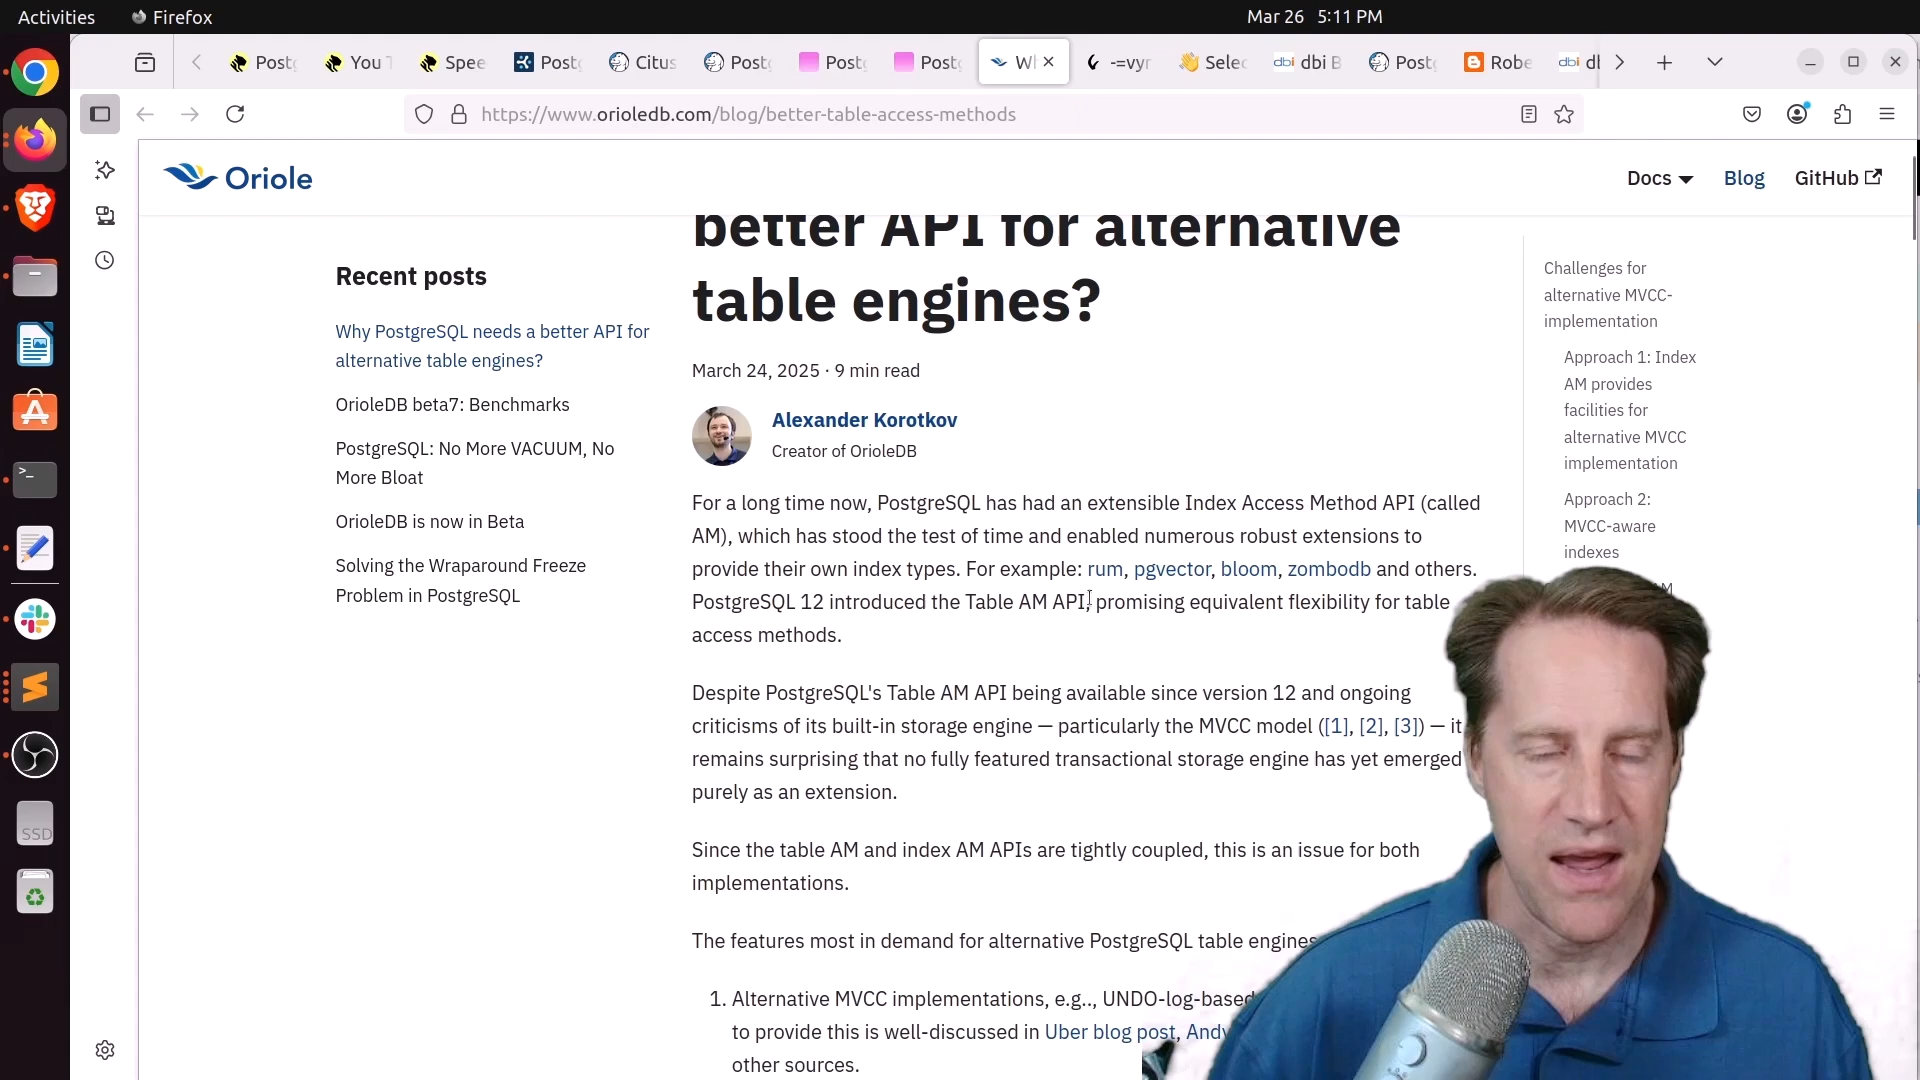 Activities
Firefox
Mar 26 5:11 PM
Postg
You T
Spee
Postg
Citus
Postg
Postg
Postg
Wh
-=vyr
Selec
dbi B
Postg
Robe
dbi
https://www.orioledb.com/blog/better-table-access-methods
Oriole
Docs
Blog
GitHub
better API for alternative
table engines?
March 24, 2025 · 9 min read
Alexander Korotkov
Creator of OrioleDB
Recent posts
Why PostgreSQL needs a better API for
alternative table engines?
OrioleDB beta7: Benchmarks
PostgreSQL: No More VACUUM, No
More Bloat
OrioleDB is now in Beta
Solving the Wraparound Freeze
Problem in PostgreSQL
For a long time now, PostgreSQL has had an extensible Index Access Method API (called
AM), which has stood the test of time and enabled numerous robust extensions to
provide their own index types. For example: rum, pgvector, bloom, zombodb and others.
PostgreSQL 12 introduced the Table AM API, promising equivalent flexibility for table
access methods.
Despite PostgreSQL's Table AM API being available since version 12 and ongoing
criticisms of its built-in storage engine — particularly the MVCC model ([1], [2], [3]) — it
remains surprising that no fully featured transactional storage engine has yet emerged
purely as an extension.
Since the table AM and index AM APIs are tightly coupled, this is an issue for both
implementations.
The features most in demand for alternative PostgreSQL table engines
1. Alternative MVCC implementations, e.g.., UNDO-log-based
to provide this is well-discussed in Uber blog post, Andy
other sources.
Challenges for
alternative MVCC-
implementation
Approach 1: Index
AM provides
facilities for
alternative MVCC
implementation
Approach 2:
MVCC-aware
indexes
SSD